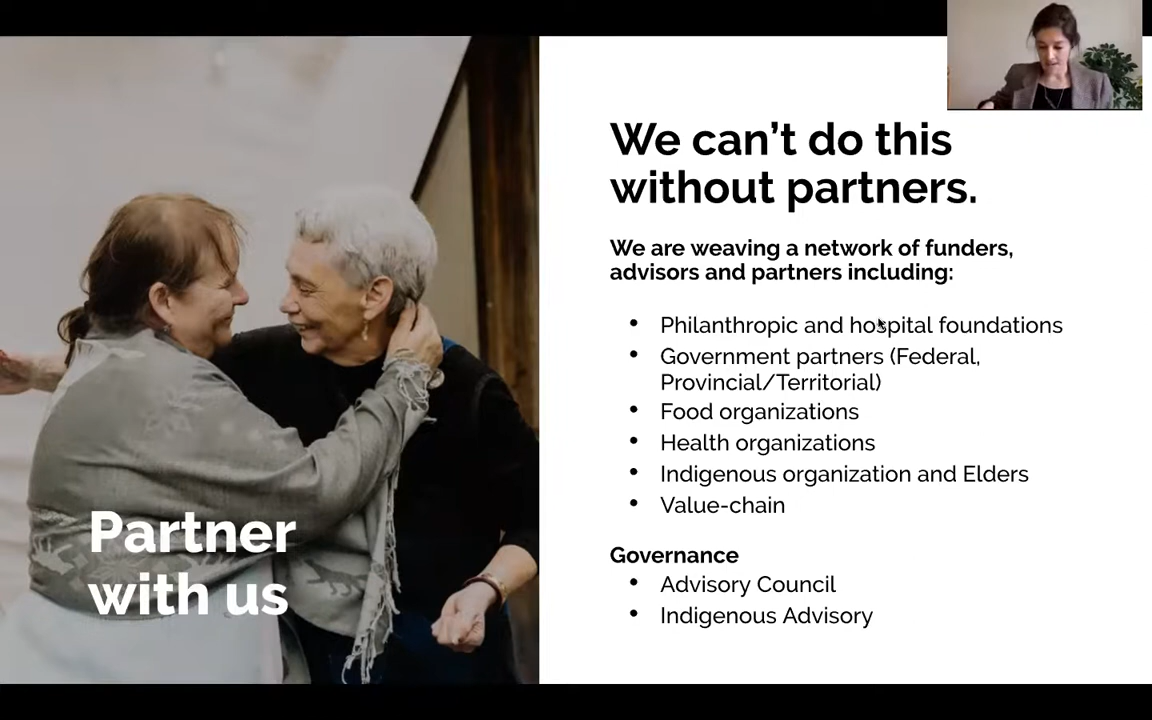 We can't do this
without partners.
We are weaving a network of funders,
advisors and partners including:
• Philanthropic and hospital foundations
• Government partners (Federal,
Provincial/Territorial)
• Food organizations
• Health organizations
• Indigenous organization and Elders
• Value-chain
Governance
• Advisory Council
• Indigenous Advisory
Partner
with us